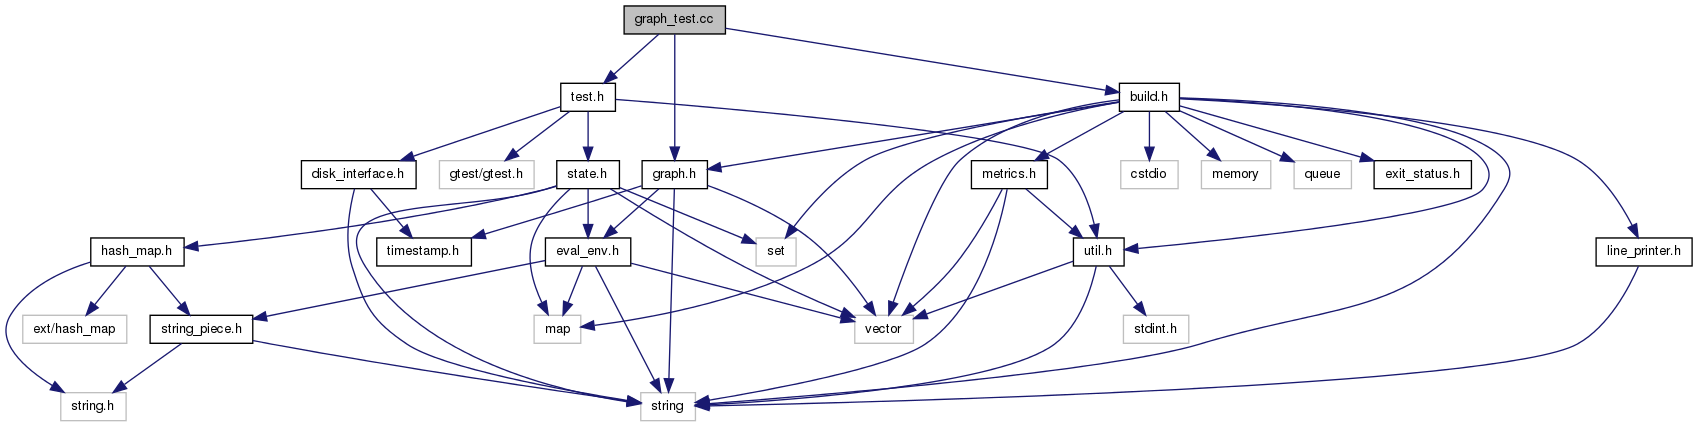 graph_test.cc
test.h
build.h
disk_interface.h
gtest/gtest.h
state.h
graph.h
metrics.h
cstdio
memory
queue
exit_status.h
hash_map.h
timestamp.h
eval_env.h
set
util.h
line_printer.h
ext/hash_map
string_piece.h
map
vector
stdint.h
string.h
string